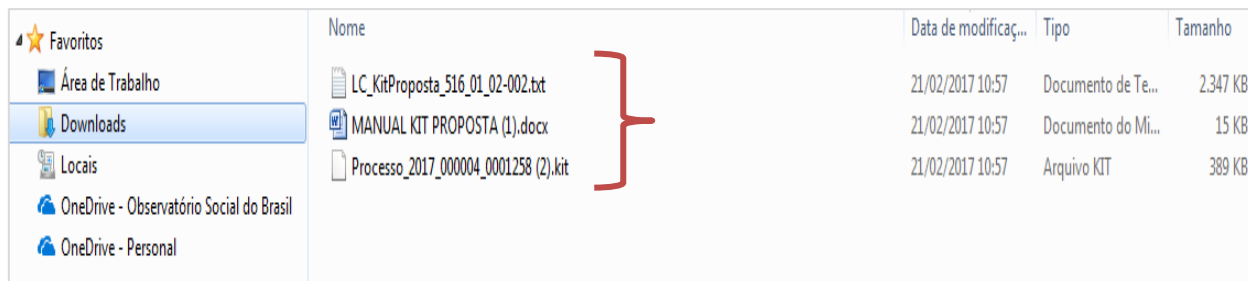 Favoritos
Área de Trabalho
Downloads
Locais
OneDrive - Observatório Social do Brasil
OneDrive - Personal
Nome Data de modificaç... Tipo Tamanho
LC_KitProposta_516_01_02-002.txt 21/02/2017 10:57 Documento de Te... 2.347 KB
MANUAL KIT PROPOSTA (1).docx 21/02/2017 10:57 Documento do Mi... 15 KB
Processo_2017_000004_0001258 (2).kit 21/02/2017 10:57 Arquivo KIT 389 KB